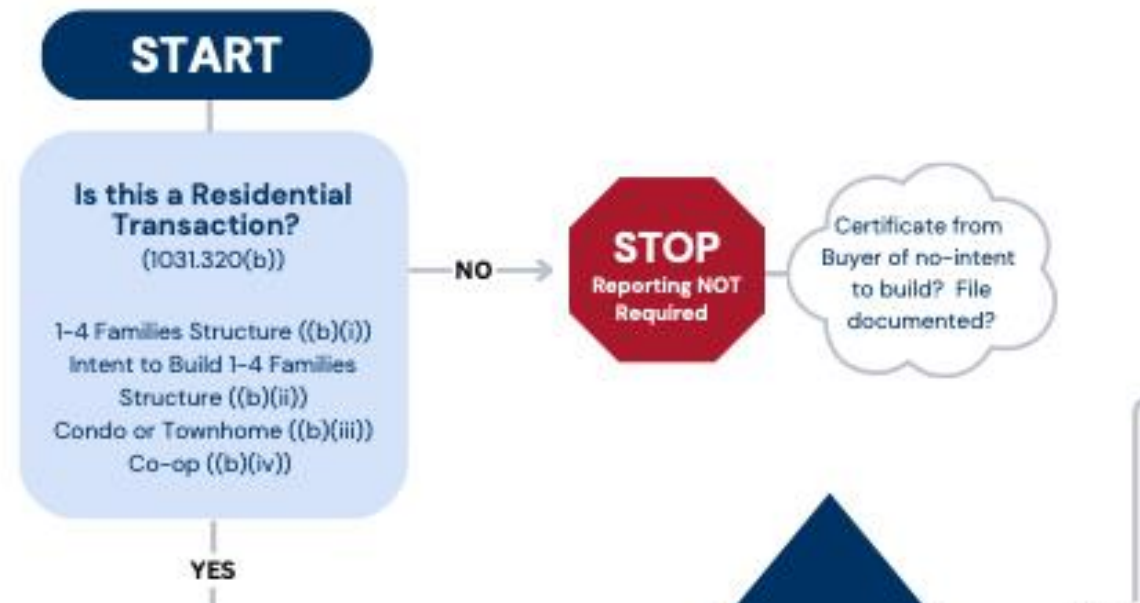 START
Is this a Residential
Transaction?
(1031.320(b))
1-4 Families Structure ((b)(i))
Intent to Build 1-4 Families
Structure ((b)(ii))
Condo or Townhome ((b)(iii))
Co-op ((b)(iv))
NO
STOP
Reporting NOT
Required
Certificate from
Buyer of no-intent
to build? File
documented?
YES